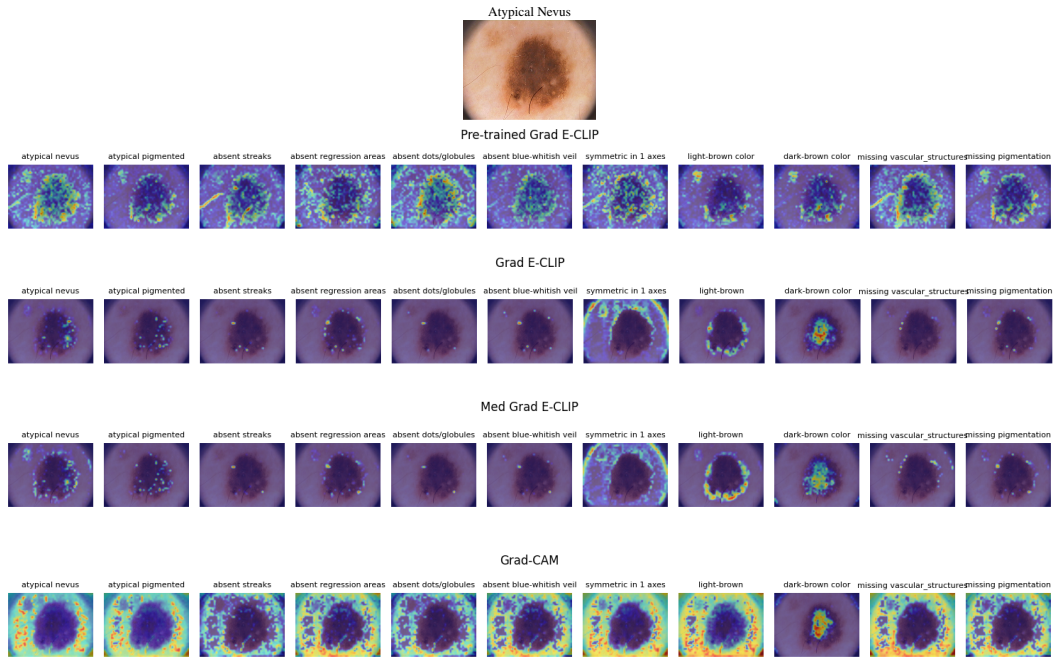 Atypical Nevus
Pre-trained Grad E-CLIP
atypical nevus atypical pigmented absent streaks absent regression areas absent dots/globules absent blue-whitish veil symmetric in 1 axes light-brown color dark-brown color missing vascular_structures missing pigmentation
Grad E-CLIP
atypical nevus atypical pigmented absent streaks absent regression areas absent dots/globules absent blue-whitish veil symmetric in 1 axes light-brown dark-brown color missing vascular_structures missing pigmentation
Med Grad E-CLIP
atypical nevus atypical pigmented absent streaks absent regression areas absent dots/globules absent blue-whitish veil symmetric in 1 axes light-brown dark-brown color missing vascular_structures missing pigmentation
Grad-CAM
atypical nevus atypical pigmented absent streaks absent regression areas absent dots/globules absent blue-whitish veil symmetric in 1 axes light-brown dark-brown color missing vascular_structures missing pigmentation